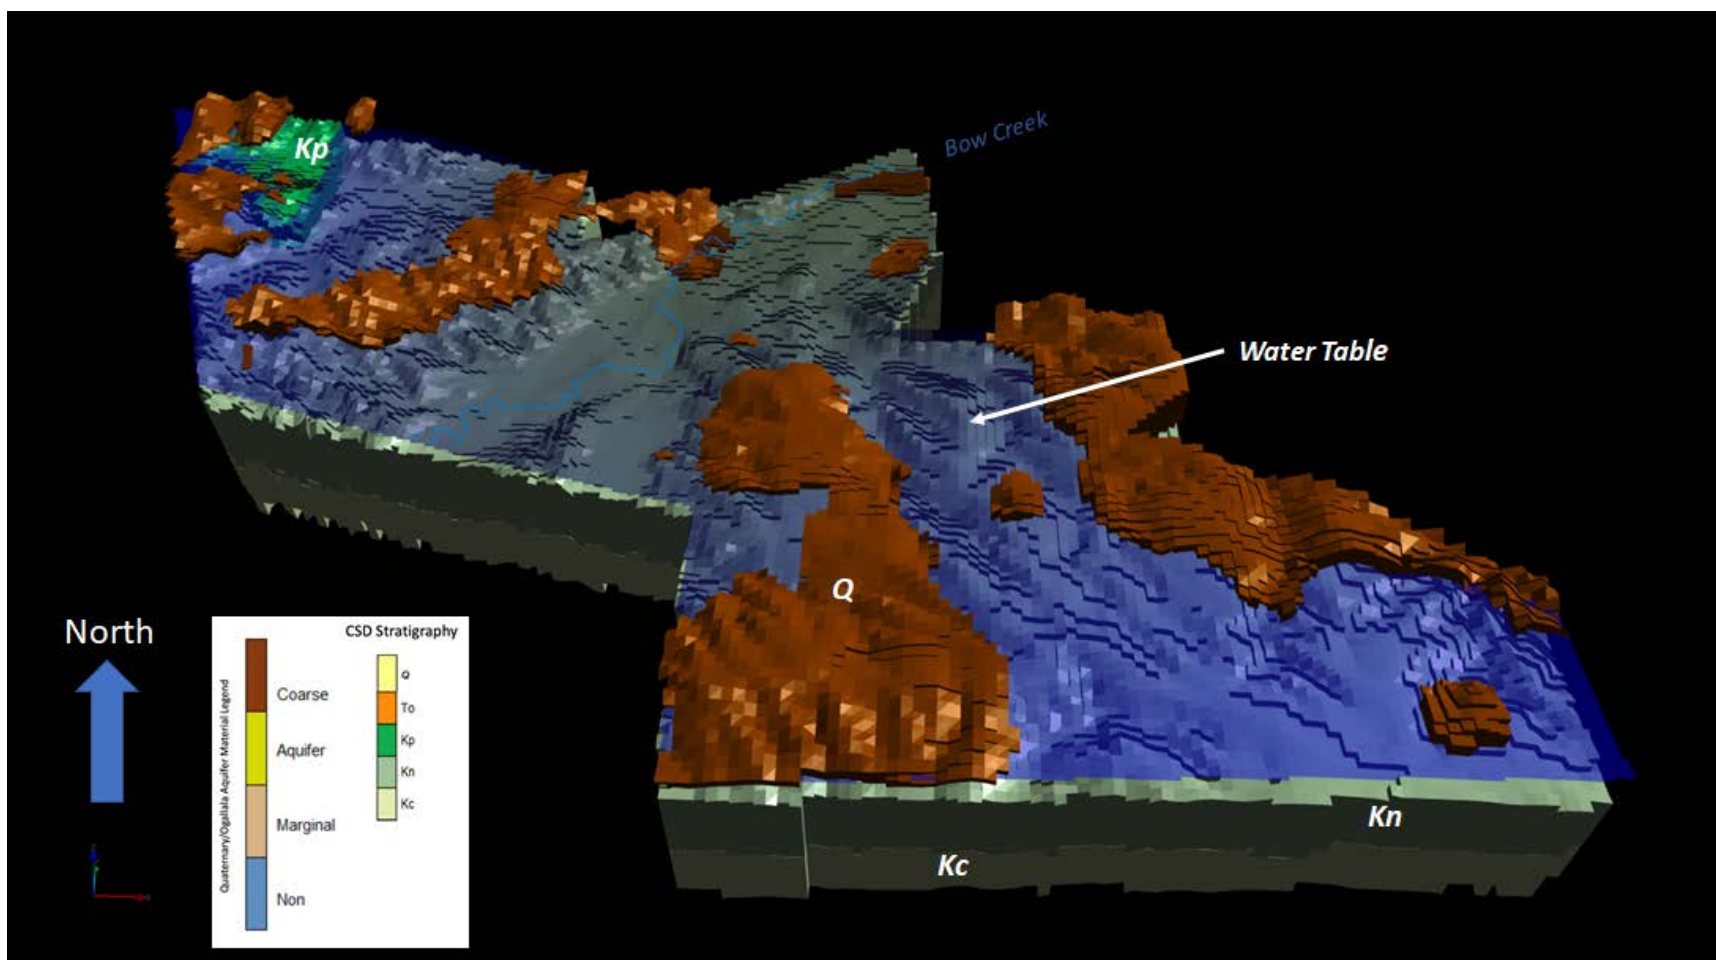 Bow Creek
Kp
Water Table
Q
North
CSD Stratigraphy
Quaternary/Ogallala Aquifer Material Legend
Coarse
Aquifer
Marginal
Non
Q
To
Kp
Kn
Kc
Kn
Kc